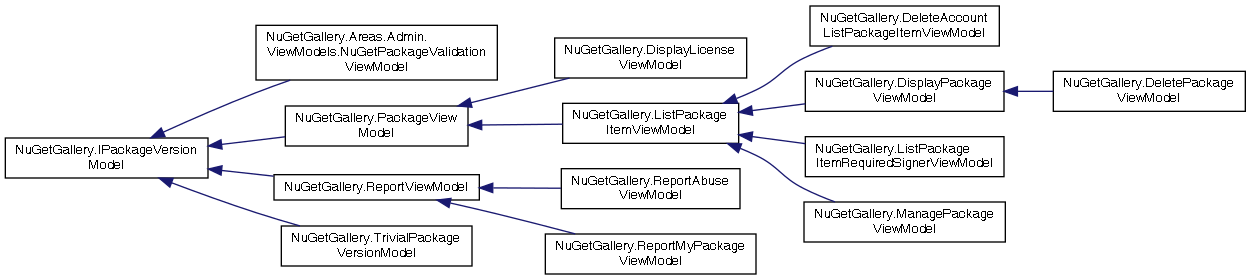 NuGetGallery.IPackageVersion
Model
NuGetGallery.Areas.Admin.
ViewModels.NuGetPackageValidation
ViewModel
NuGetGallery.PackageView
Model
NuGetGallery.ReportViewModel
NuGetGallery.TrivialPackage
VersionModel
NuGetGallery.DisplayLicense
ViewModel
NuGetGallery.ListPackage
ItemViewModel
NuGetGallery.ReportAbuse
ViewModel
NuGetGallery.ReportMyPackage
ViewModel
NuGetGallery.DeleteAccount
ListPackageItemViewModel
NuGetGallery.DisplayPackage
ViewModel
NuGetGallery.ListPackage
ItemRequiredSignerViewModel
NuGetGallery.ManagePackage
ViewModel
NuGetGallery.DeletePackage
ViewModel